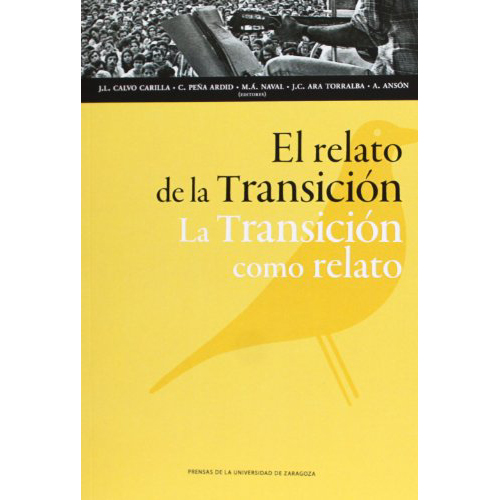 J.L. CALVO CARILLA • C. PEÑA ARDID • M.Á. NAVAL • J.C. ARA TORRALBA • A. ANSÓN
(EDITORES)
El relato
de la Transición
La Transición
como relato
PRENSAS DE LA UNIVERSIDAD DE ZARAGOZA